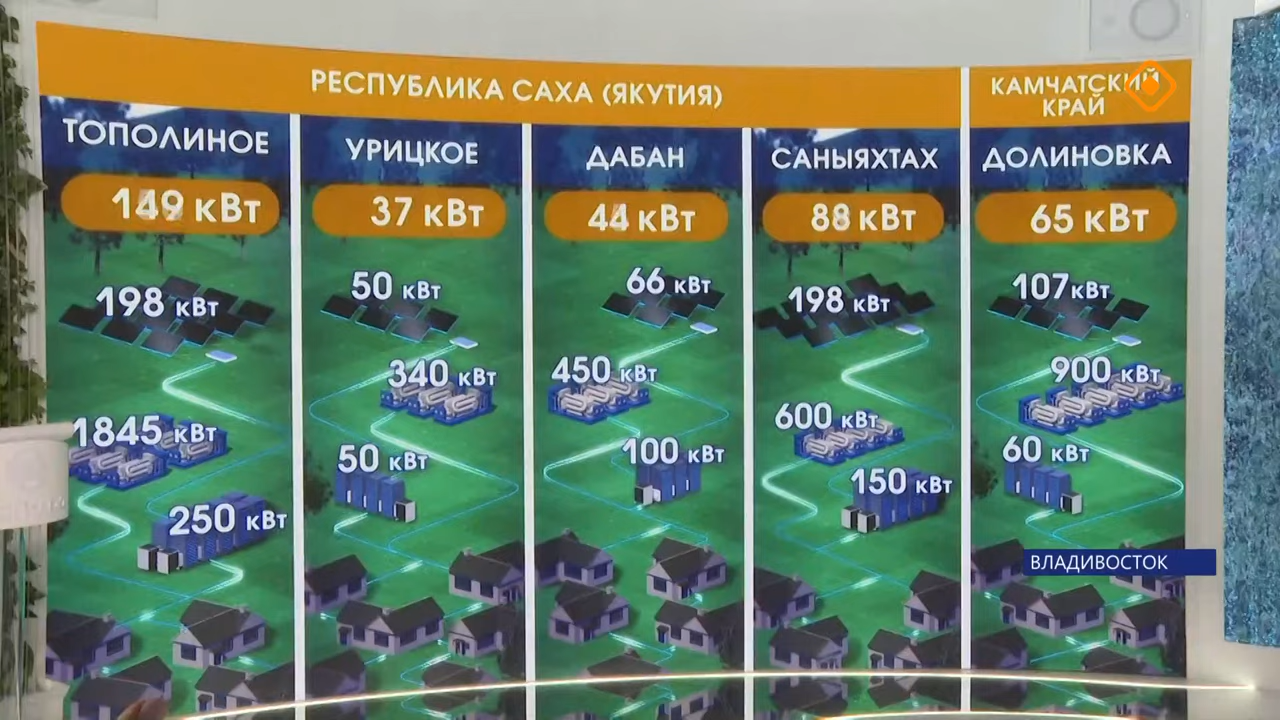 РЕСПУБЛИКА САХА (ЯКУТИЯ)
КАМЧАТСКИЙ
КРАЙ
ТОПОЛИНОЕ
149 кВт
198 кВт
1845 кВт
250 кВт
УРИЦКОЕ
37 кВт
50 кВт
340 кВт
50 кВт
ДАБАН
44 кВт
66 кВт
450 кВт
100 кВт
САНЫЯХТАХ
88 кВт
198 кВт
600 кВт
150 кВт
ДОЛИНОВКА
65 кВт
107кВт
900 кВт
60 кВт
ВЛАДИВОСТОК